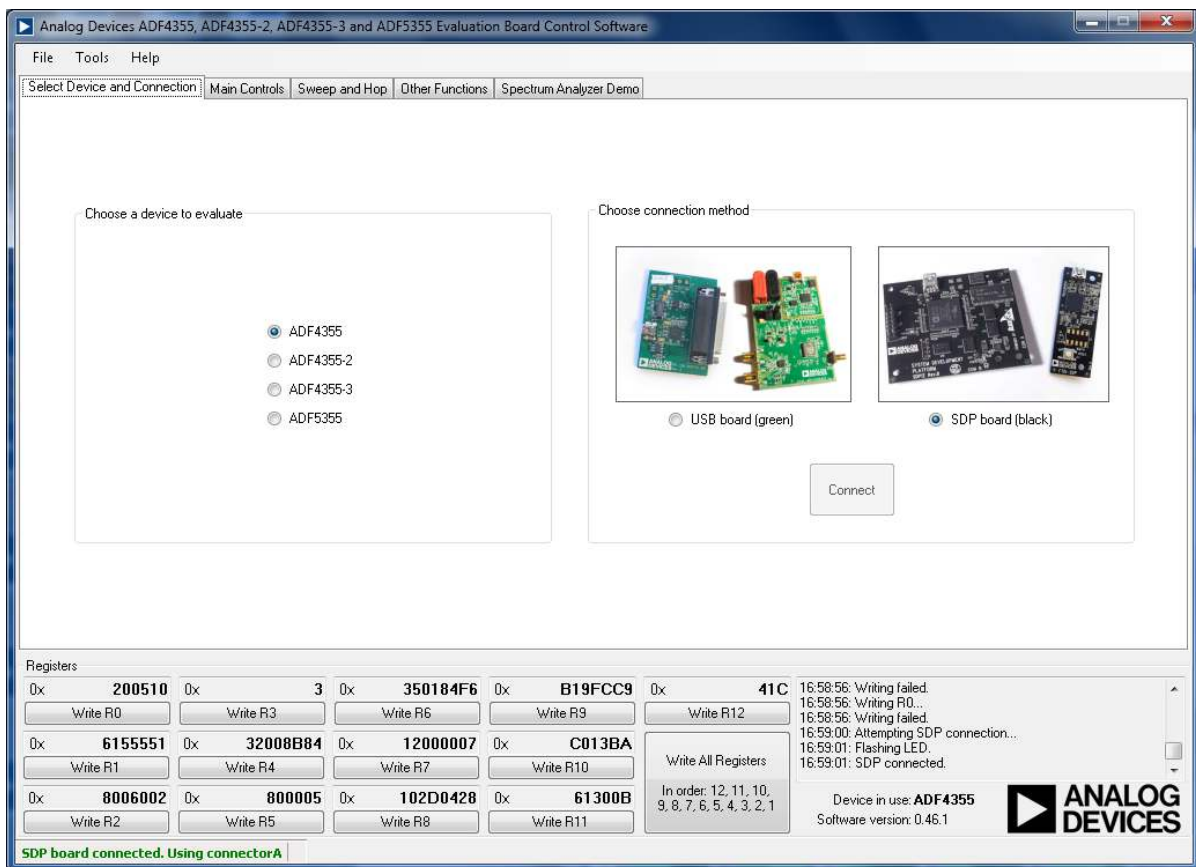 Analog Devices ADF4355, ADF4355-2, ADF4355-3 and ADF5355 Evaluation Board Control Software
File Tools Help
Select Device and Connection Main Controls Sweep and Hop Other Functions Spectrum Analyzer Demo
Choose a device to evaluate
ADF4355
ADF4355-2
ADF4355-3
ADF5355
Choose connection method
ANALOG DEVICES
SYSTEM DEVELOPMENT
PLATFORM
USB board (green) SDP board (black)
Connect
Registers
0x 200510 0x 3 0x 350184F6 0x B19FCC9 0x 41C
Write R0 Write R3 Write R6 Write R9 Write R12
0x 6155551 0x 32008B84 0x 12000007 0x C013BA
Write R1 Write R4 Write R7 Write R10
0x 8006002 0x 800005 0x 102D0428 0x 61300B
Write R2 Write R5 Write R8 Write R11
Write All Registers
In order: 12, 11, 10,
9, 8, 7, 6, 5, 4, 3, 2, 1
16:58:56: Writing failed.
16:58:56: Writing R0...
16:58:56: Writing failed.
16:59:00: Attempting SDP connection...
16:59:01: Flashing LED.
16:59:01: SDP connected.
Device in use: ADF4355
Software version: 0.46.1
ANALOG
DEVICES
SDP board connected. Using connectorA